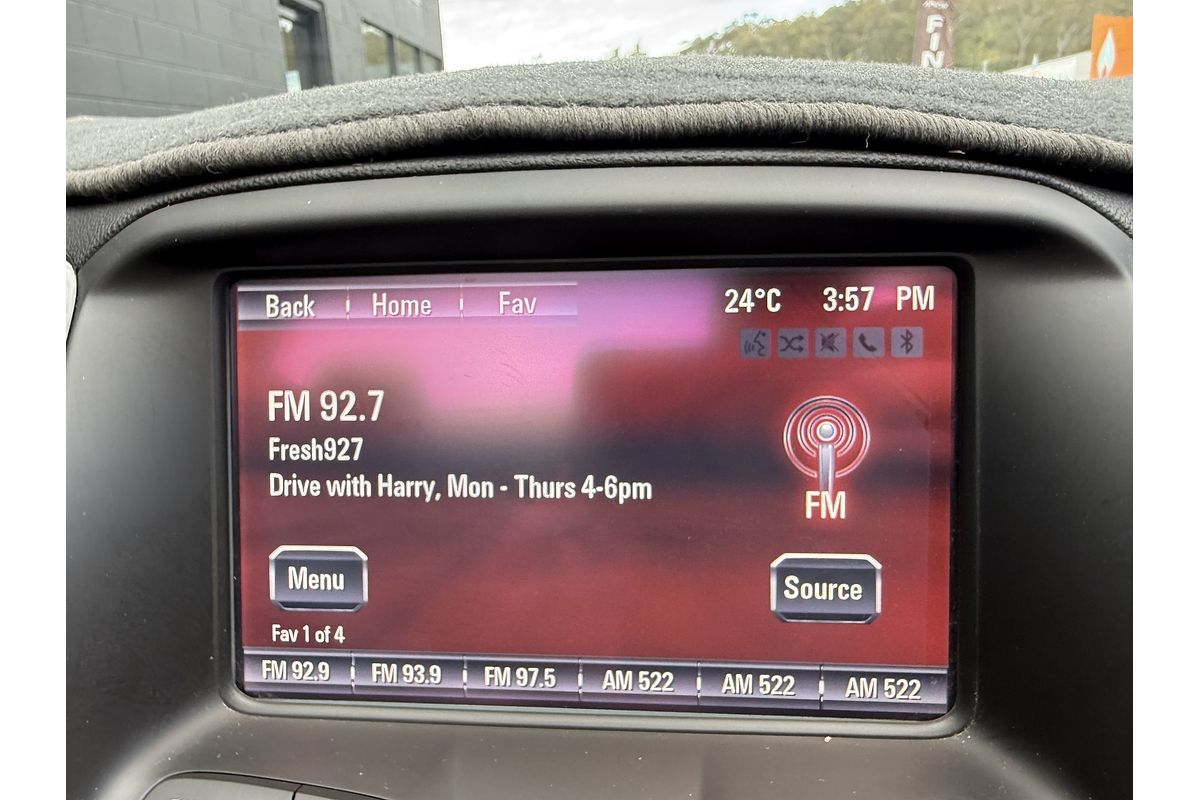 FIN
Back Home Fav 24°C 3:57 PM
FM 92.7
Fresh927
Drive with Harry, Mon - Thurs 4-6pm
FM
Menu Source
Fav 1 of 4
FM 92.9 FM 93.9 FM 97.5 AM 522 AM 522 AM 522